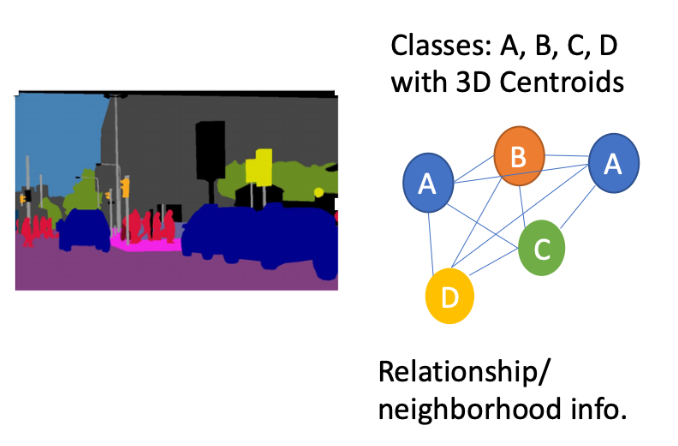 Classes: A, B, C, D
with 3D Centroids
A
B
A
C
D
Relationship/
neighborhood info.